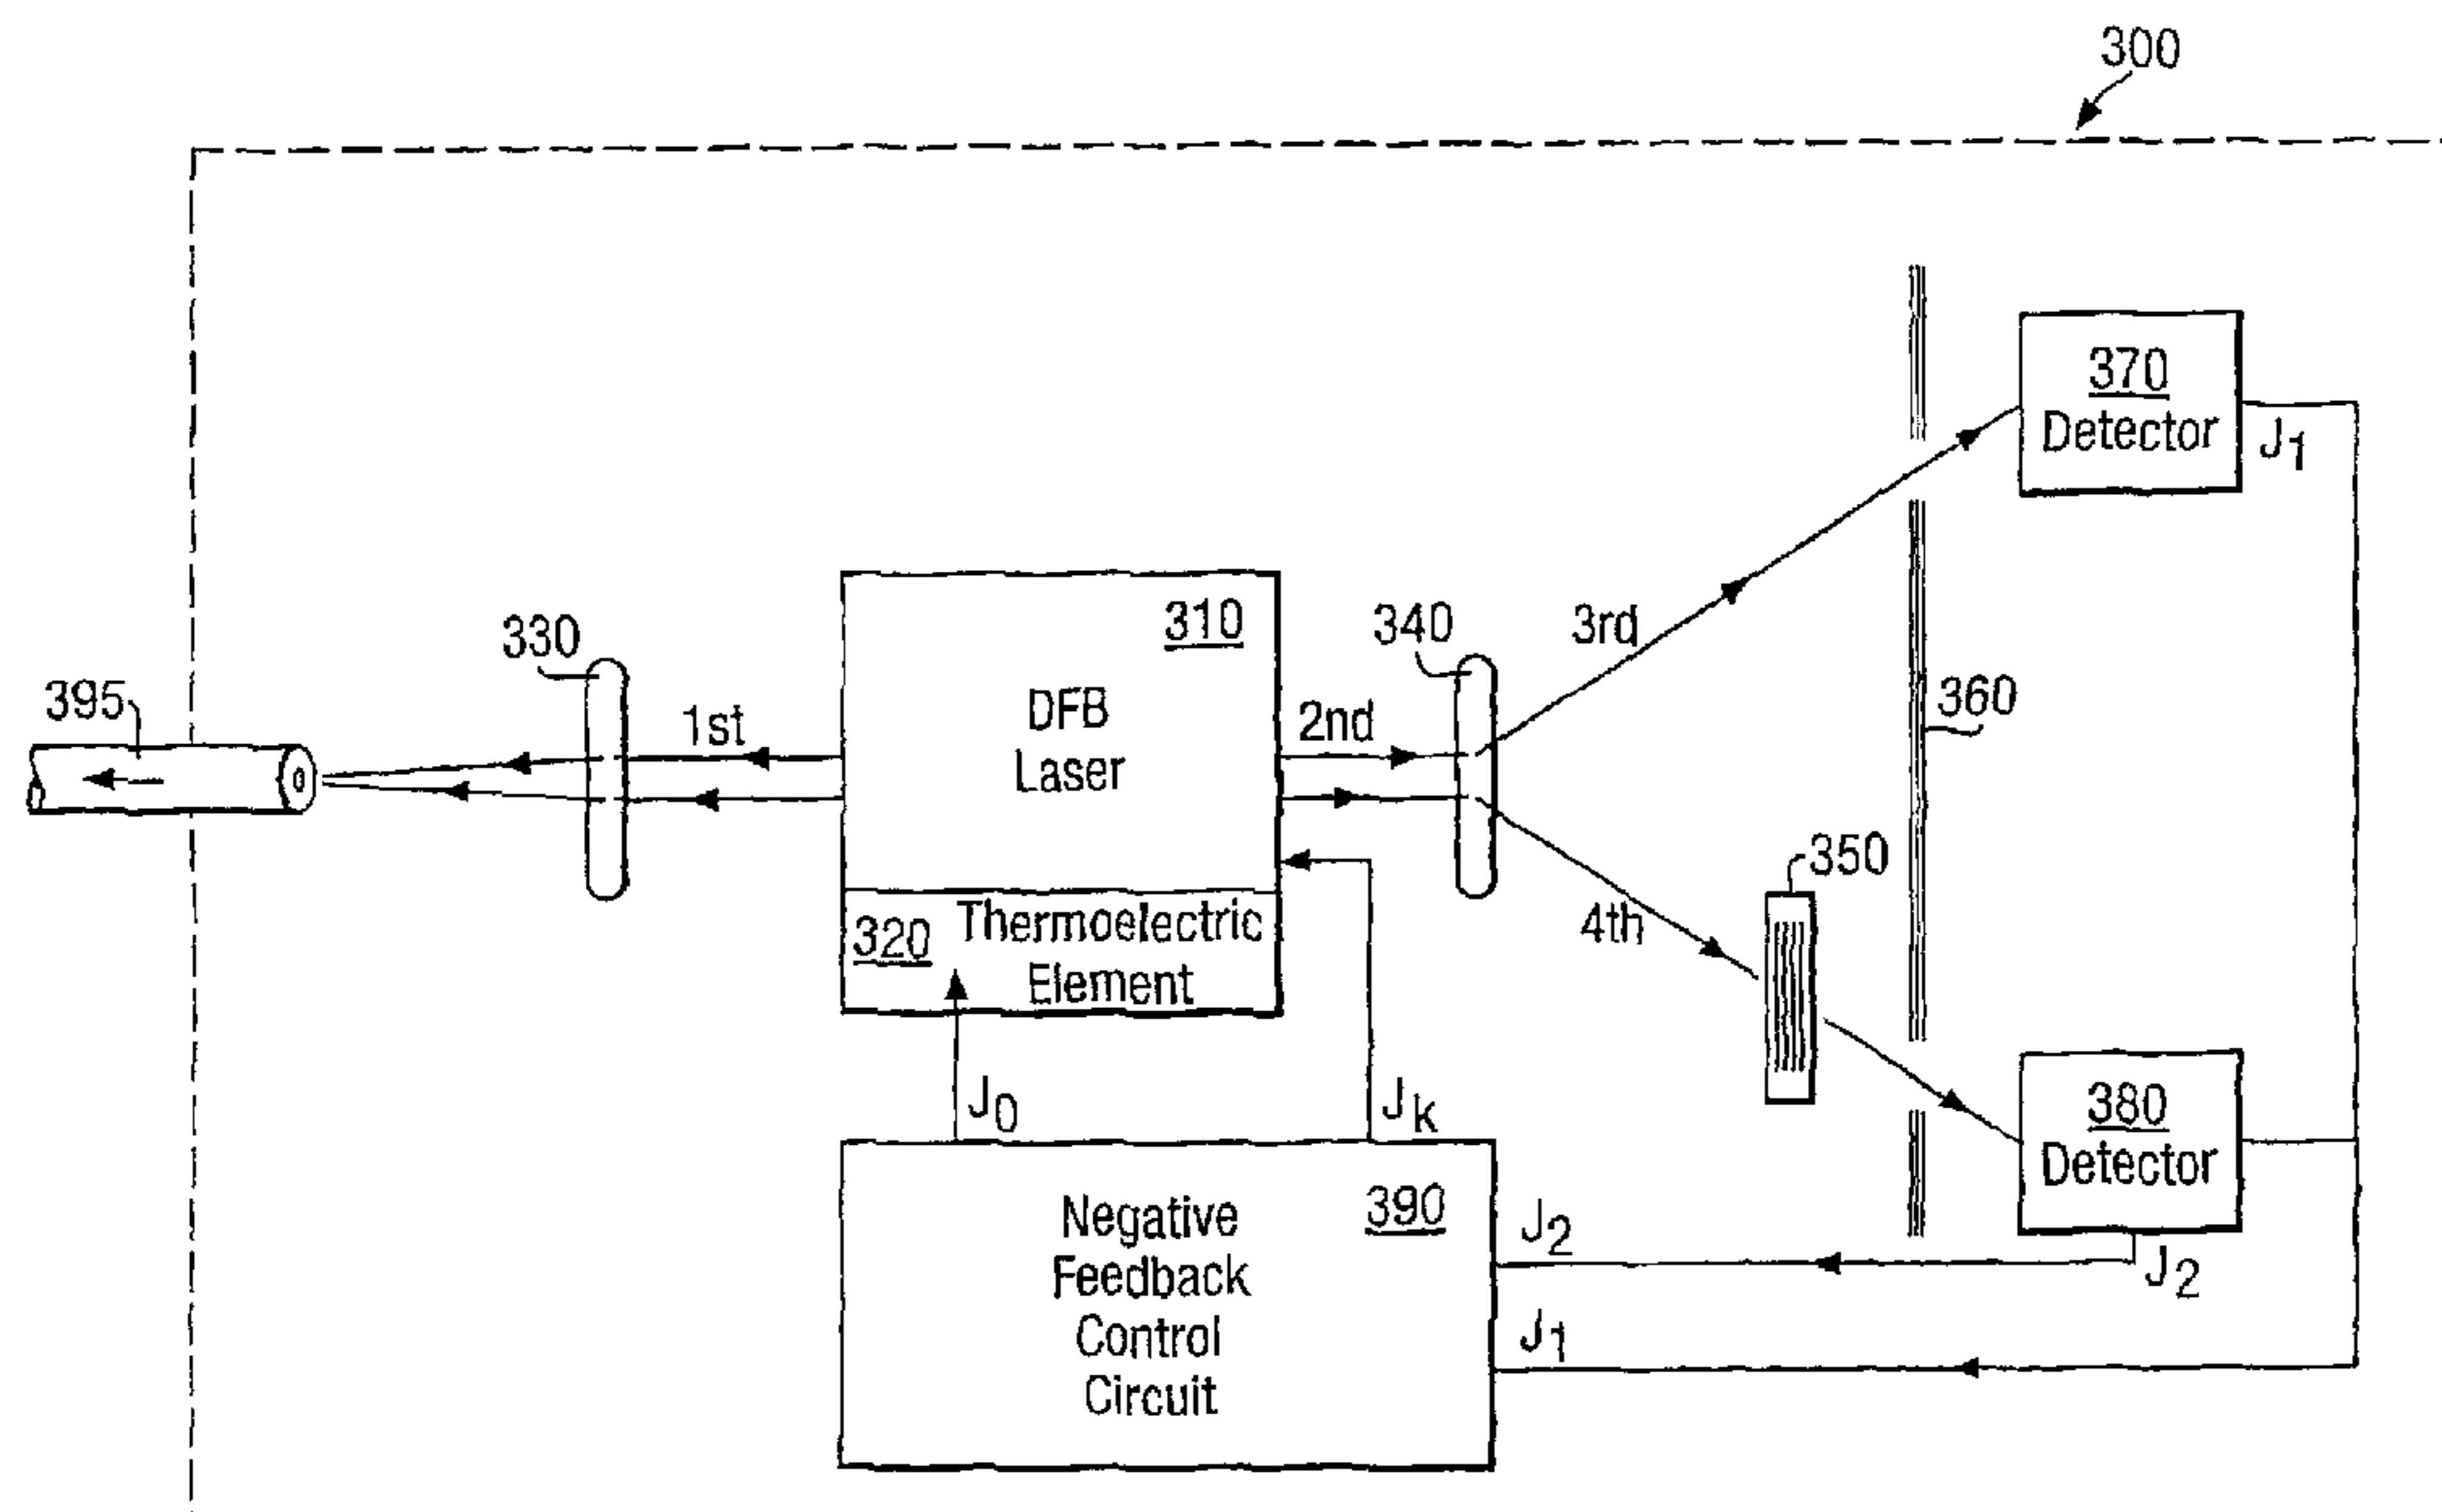 300
370
Detector
J1
310
330
340
3rd
395
1st
DFB
Laser
2nd
360
350
320
Thermoelectric
Element
4th
J0
Jk
380
Detector
390
Negative
Feedback
Control
Circuit
J2
J2
J1